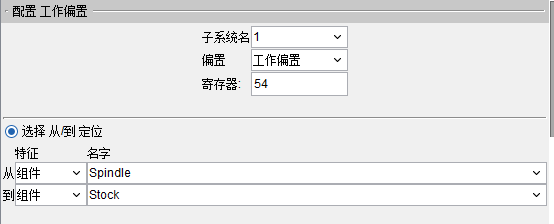 配置 工作偏置
子系统名 1
偏置 工作偏置
寄存器: 54
选择 从/到 定位
特征 名字
从 组件 Spindle
到 组件 Stock